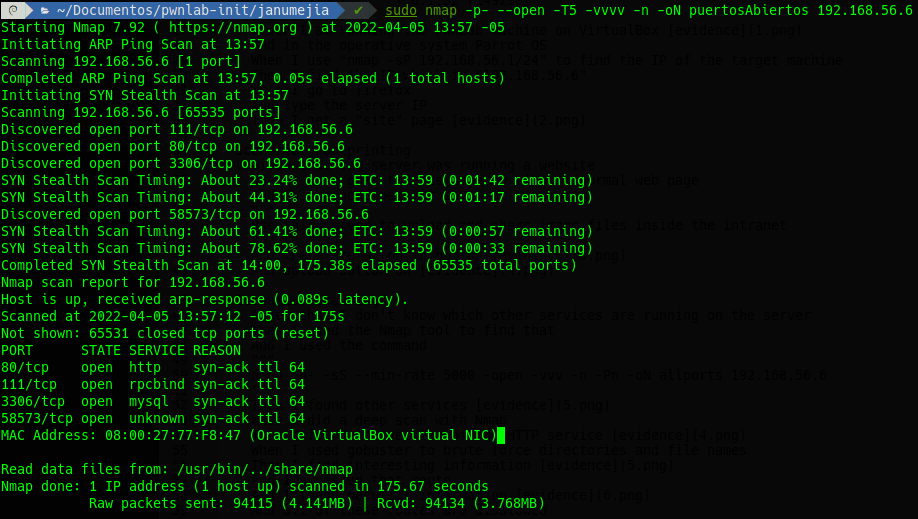 ~/Documentos/pwnlab-init/janumejia ✔ sudo nmap -p- --open -T5 -vvvv -n -oN puertosAbiertos 192.168.56.6
Starting Nmap 7.92 ( https://nmap.org ) at 2022-04-05 13:57 -05
Initiating ARP Ping Scan at 13:57
Scanning 192.168.56.6 [1 port]
Completed ARP Ping Scan at 13:57, 0.05s elapsed (1 total hosts)
Initiating SYN Stealth Scan at 13:57
Scanning 192.168.56.6 [65535 ports]
Discovered open port 111/tcp on 192.168.56.6
Discovered open port 80/tcp on 192.168.56.6
Discovered open port 3306/tcp on 192.168.56.6
SYN Stealth Scan Timing: About 23.24% done; ETC: 13:59 (0:01:42 remaining)
SYN Stealth Scan Timing: About 44.31% done; ETC: 13:59 (0:01:17 remaining)
Discovered open port 58573/tcp on 192.168.56.6
SYN Stealth Scan Timing: About 61.41% done; ETC: 13:59 (0:00:57 remaining)
SYN Stealth Scan Timing: About 78.62% done; ETC: 13:59 (0:00:33 remaining)
Completed SYN Stealth Scan at 14:00, 175.38s elapsed (65535 total ports)
Nmap scan report for 192.168.56.6
Host is up, received arp-response (0.089s latency).
Scanned at 2022-04-05 13:57:12 -05 for 175s
Not shown: 65531 closed tcp ports (reset)
PORT      STATE SERVICE REASON
80/tcp    open  http    syn-ack ttl 64
111/tcp   open  rpcbind syn-ack ttl 64
3306/tcp  open  mysql   syn-ack ttl 64
58573/tcp open  unknown syn-ack ttl 64
MAC Address: 08:00:27:77:F8:47 (Oracle VirtualBox virtual NIC)
Read data files from: /usr/bin/../share/nmap
Nmap done: 1 IP address (1 host up) scanned in 175.67 seconds
Raw packets sent: 94115 (4.141MB) | Rcvd: 94134 (3.768MB)